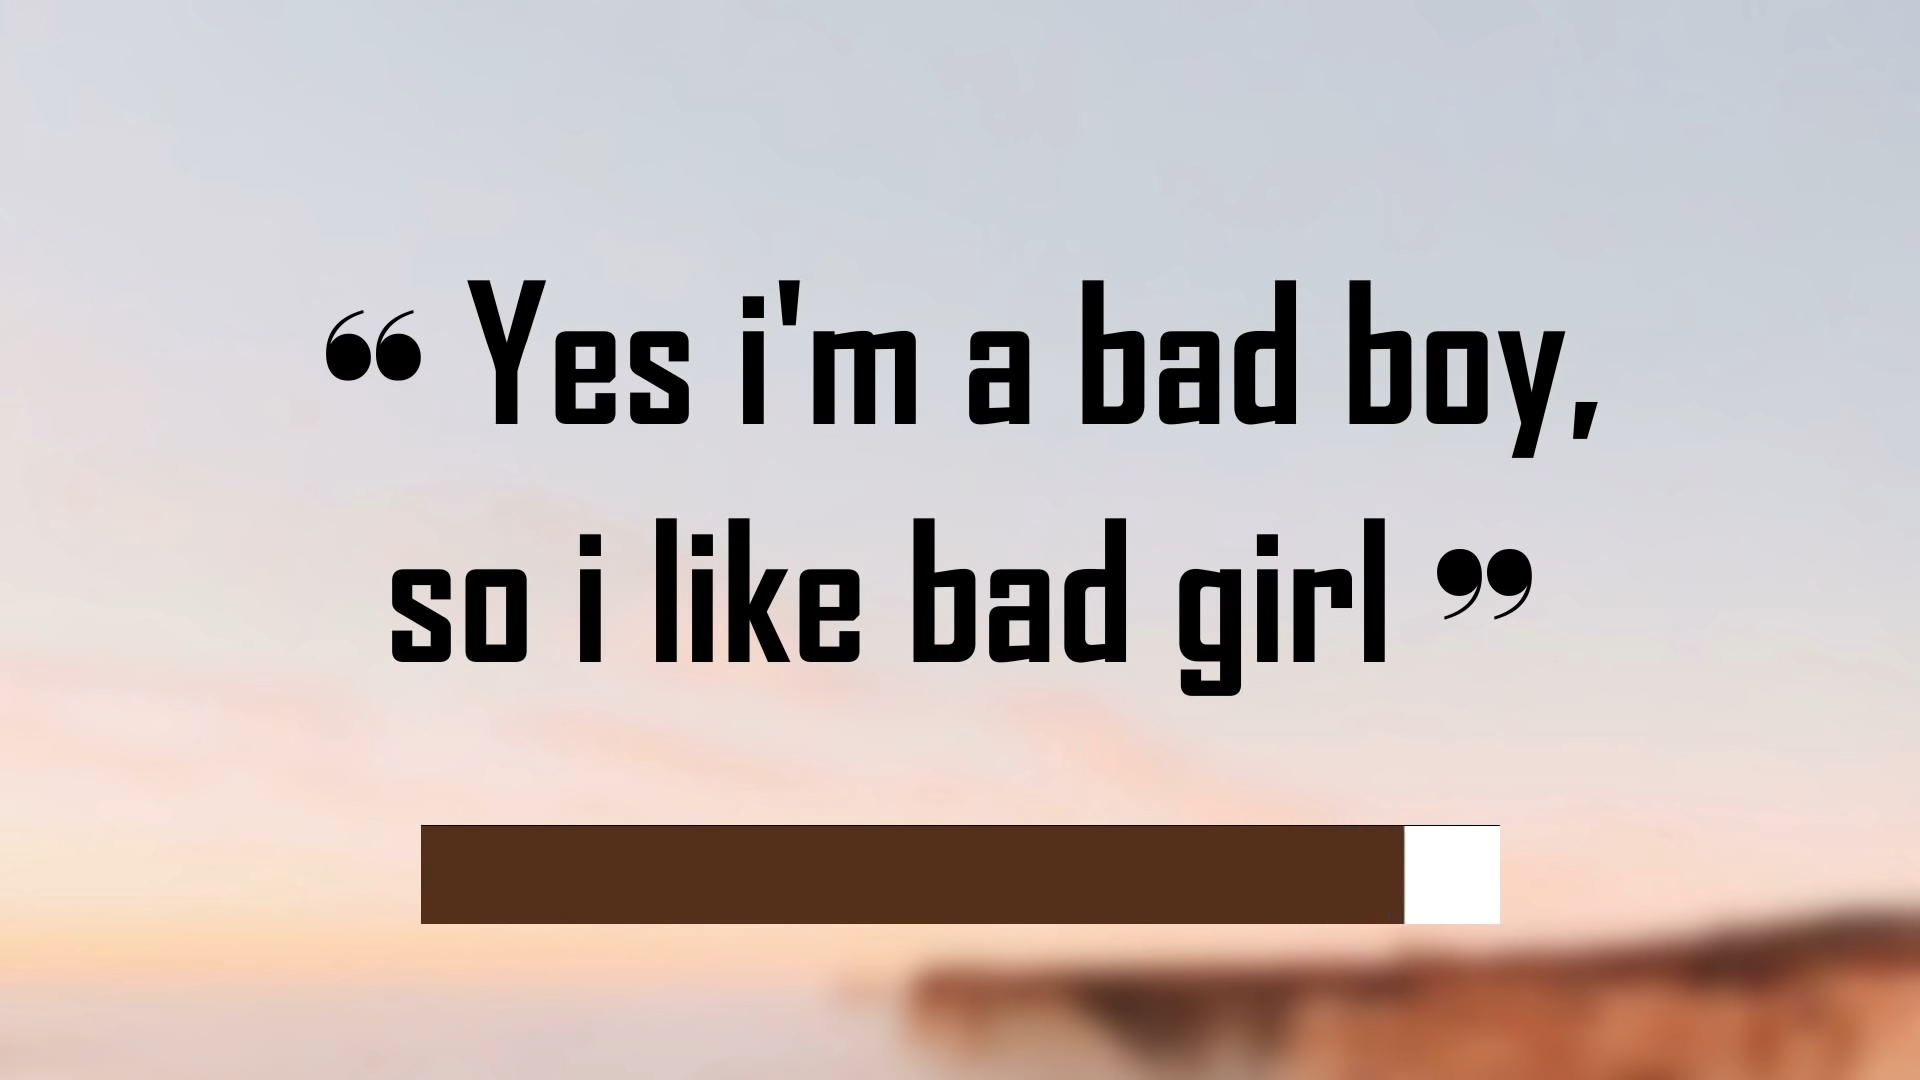 “ Yes i'm a bad boy,
so i like bad girl ”